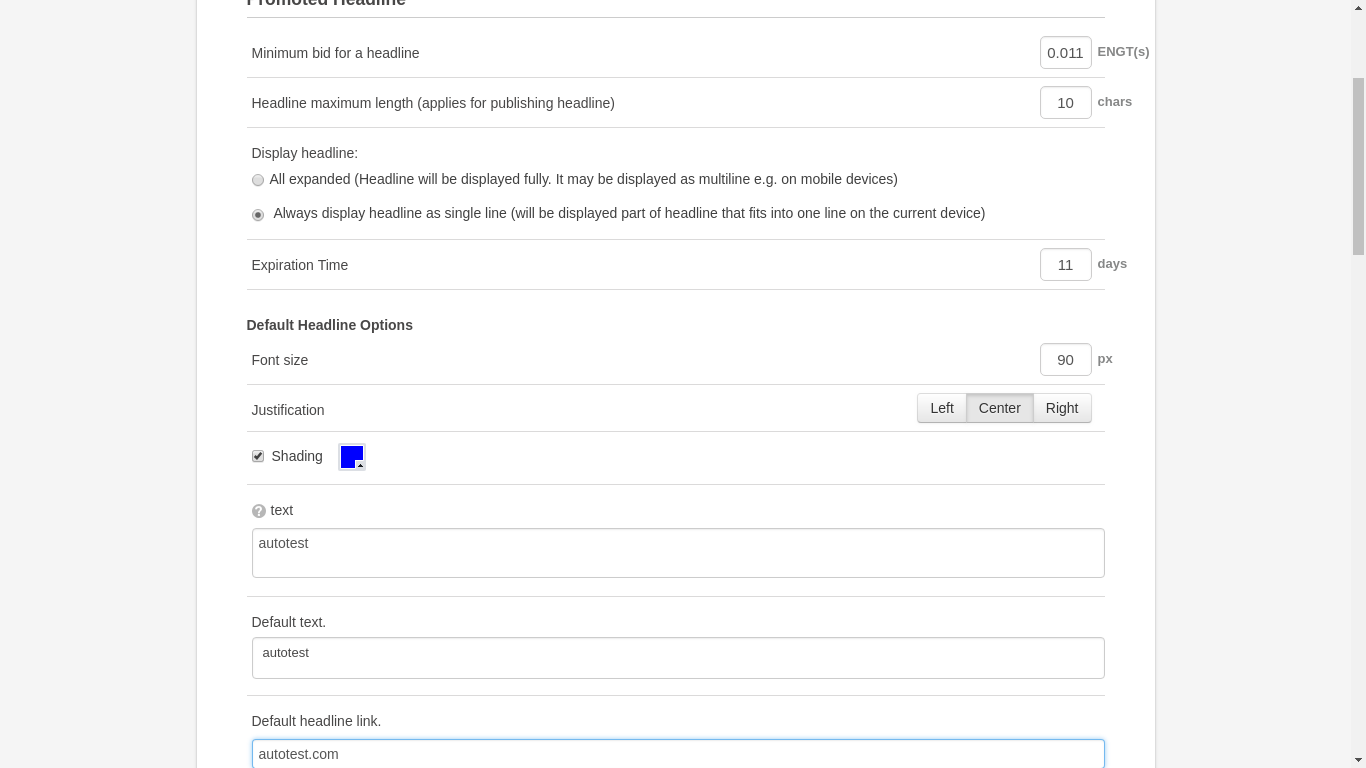 Promoted Headline
Minimum bid for a headline 0.011 ENGT(s)
Headline maximum length (applies for publishing headline) 10 chars
Display headline:
All expanded (Headline will be displayed fully. It may be displayed as multiline e.g. on mobile devices)
Always display headline as single line (will be displayed part of headline that fits into one line on the current device)
Expiration Time 11 days
Default Headline Options
Font size 90 px
Justification Left Center Right
Shading
? text
autotest
Default text.
autotest
Default headline link.
autotest.com